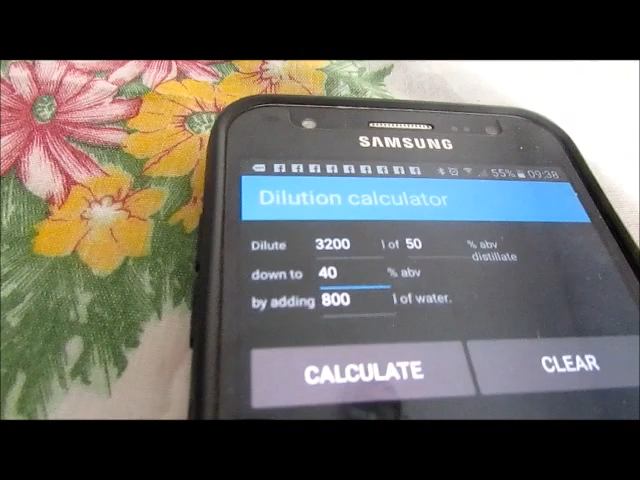 SAMSUNG
55% 09:38
Dilution calculator
Dilute 3200 l of 50 % abv distillate
down to 40 % abv
by adding 800 l of water.
CALCULATE CLEAR